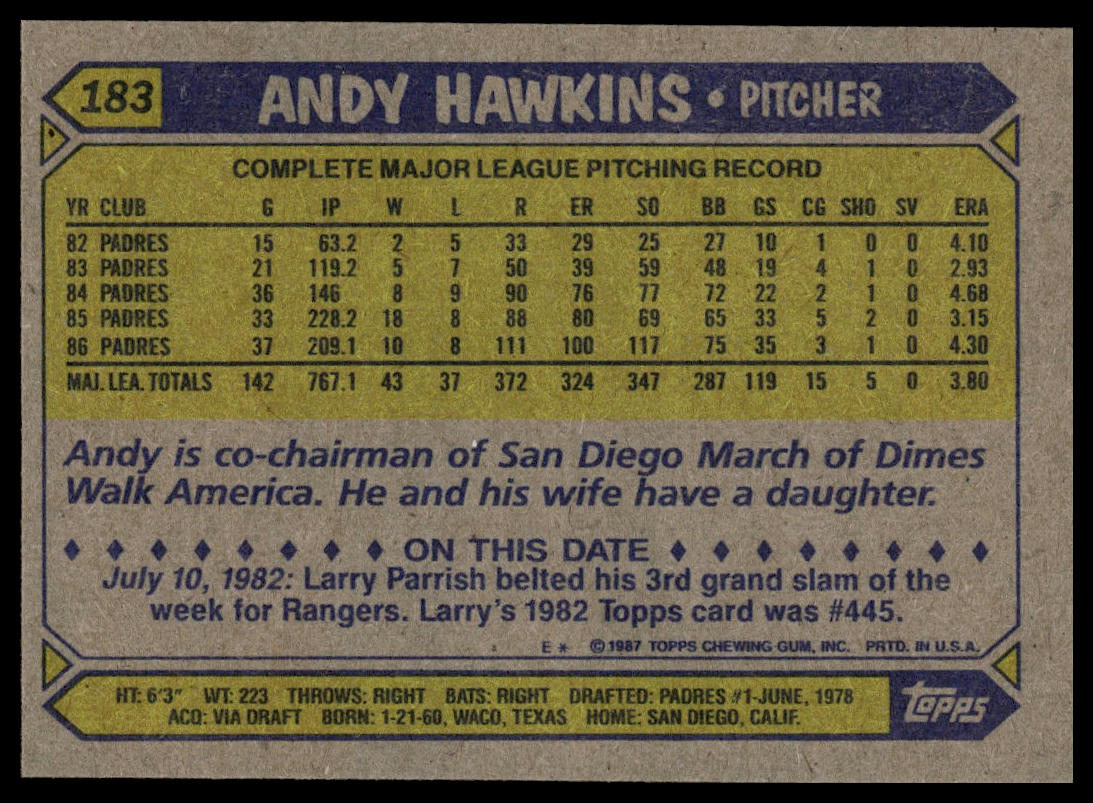 183 ANDY HAWKINS • PITCHER
COMPLETE MAJOR LEAGUE PITCHING RECORD
YR CLUB G IP W L R ER SO BB GS CG SHO SV ERA
82 PADRES 15 63.2 2 5 33 29 25 27 10 1 0 0 4.10
83 PADRES 21 119.2 5 7 50 39 59 48 19 4 1 0 2.93
84 PADRES 36 146 8 9 90 76 77 72 22 2 1 0 4.68
85 PADRES 33 228.2 18 8 88 80 69 65 33 5 2 0 3.15
86 PADRES 37 209.1 10 8 111 100 117 75 35 3 1 0 4.30
MAJ. LEA. TOTALS 142 767.1 43 37 372 324 347 287 119 15 5 0 3.80
Andy is co-chairman of San Diego March of Dimes
Walk America. He and his wife have a daughter.
♦ ♦ ♦ ♦ ♦ ♦ ♦ ♦ ON THIS DATE ♦ ♦ ♦ ♦ ♦ ♦ ♦ ♦
July 10, 1982: Larry Parrish belted his 3rd grand slam of the
week for Rangers. Larry's 1982 Topps card was #445.
E * © 1987 TOPPS CHEWING GUM, INC. PRTD. IN U.S.A.
HT: 6'3" WT: 223 THROWS: RIGHT BATS: RIGHT DRAFTED: PADRES #1-JUNE, 1978
ACQ: VIA DRAFT BORN: 1-21-60, WACO, TEXAS HOME: SAN DIEGO, CALIF.
TOPPS